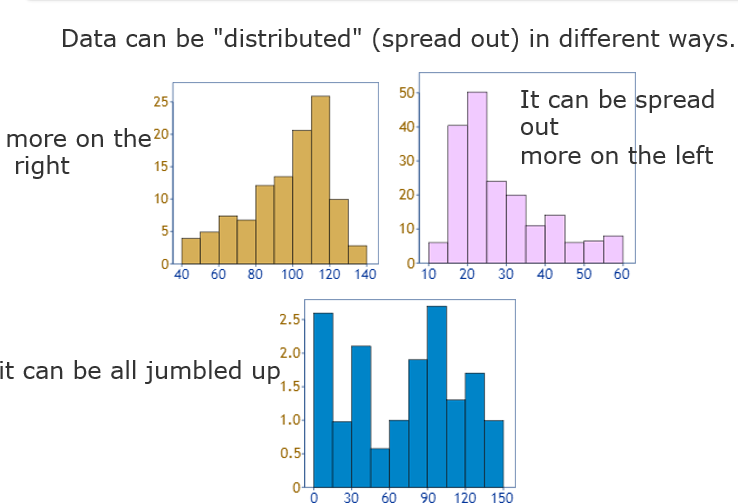 Data can be "distributed" (spread out) in different ways.
more on the
right
25
20
15
10
5
0
40 60 80 100 120 140
It can be spread
out
more on the left
50
40
30
20
10
0
10 20 30 40 50 60
it can be all jumbled up
2.5
2.0
1.5
1.0
0.5
0
0 30 60 90 120 150